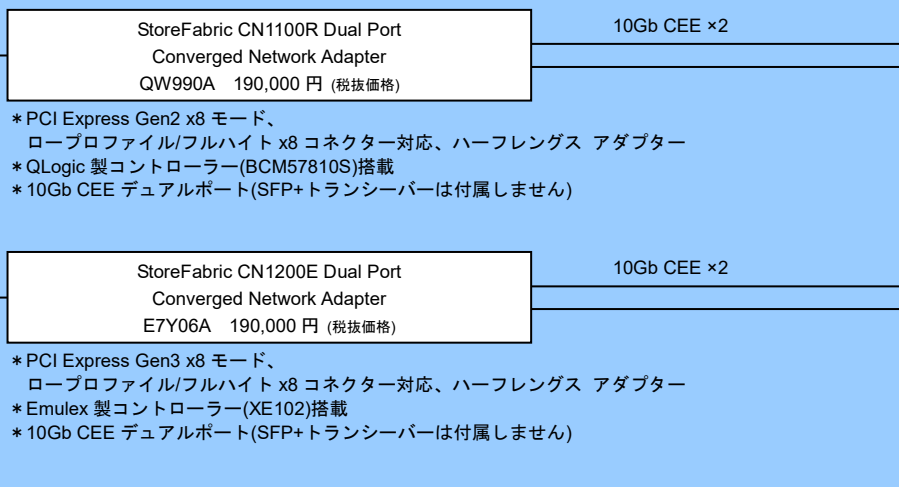 StoreFabric CN1100R Dual Port
Converged Network Adapter
QW990A 190,000 円 (税抜価格)
10Gb CEE ×2
＊PCI Express Gen2 x8 モード、
ロープロファイル/フルハイト x8 コネクター対応、ハーフレングス アダプター
＊QLogic 製コントローラー(BCM57810S)搭載
＊10Gb CEE デュアルポート(SFP+トランシーバーは付属しません)
StoreFabric CN1200E Dual Port
Converged Network Adapter
E7Y06A 190,000 円 (税抜価格)
10Gb CEE ×2
＊PCI Express Gen3 x8 モード、
ロープロファイル/フルハイト x8 コネクター対応、ハーフレングス アダプター
＊Emulex 製コントローラー(XE102)搭載
＊10Gb CEE デュアルポート(SFP+トランシーバーは付属しません)